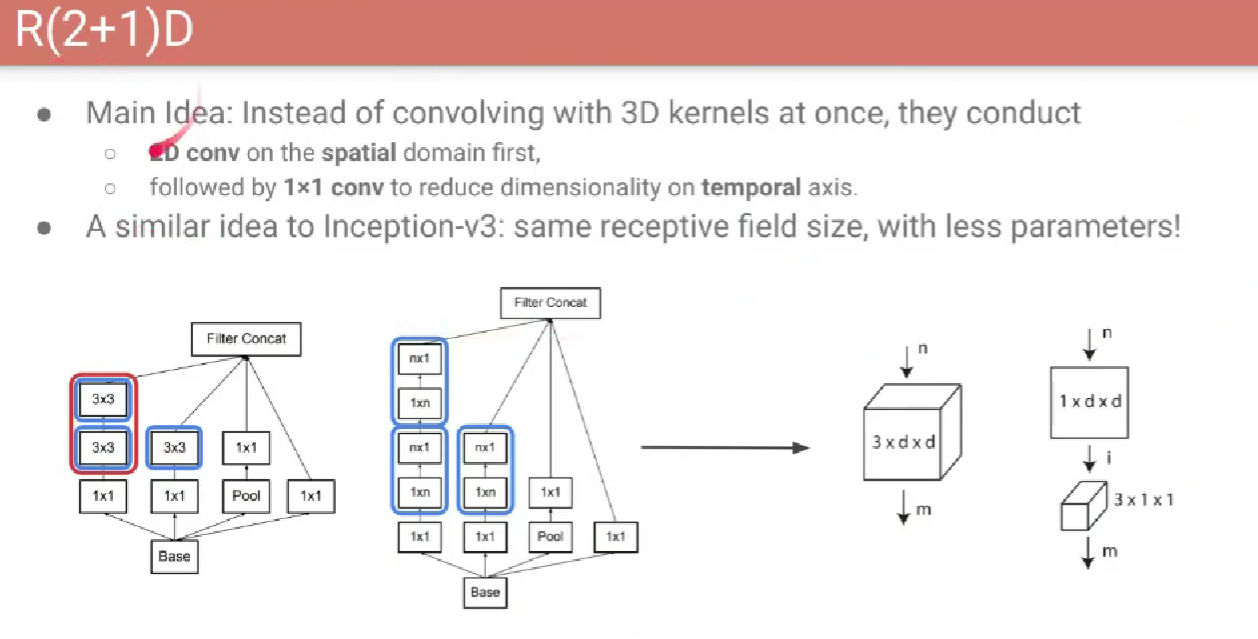 R(2+1)D
Main Idea: Instead of convolving with 3D kernels at once, they conduct
2D conv on the spatial domain first,
followed by 1×1 conv to reduce dimensionality on temporal axis.
A similar idea to Inception-v3: same receptive field size, with less parameters!
Filter Concat
3x3
3x3
3x3
1x1
1x1
1x1
Pool
1x1
Base
Filter Concat
nx1
1xn
nx1
nx1
1xn
1xn
1x1
1x1
1x1
Pool
1x1
Base
n
3 x d x d
m
n
1 x d x d
i
3 x 1 x 1
m